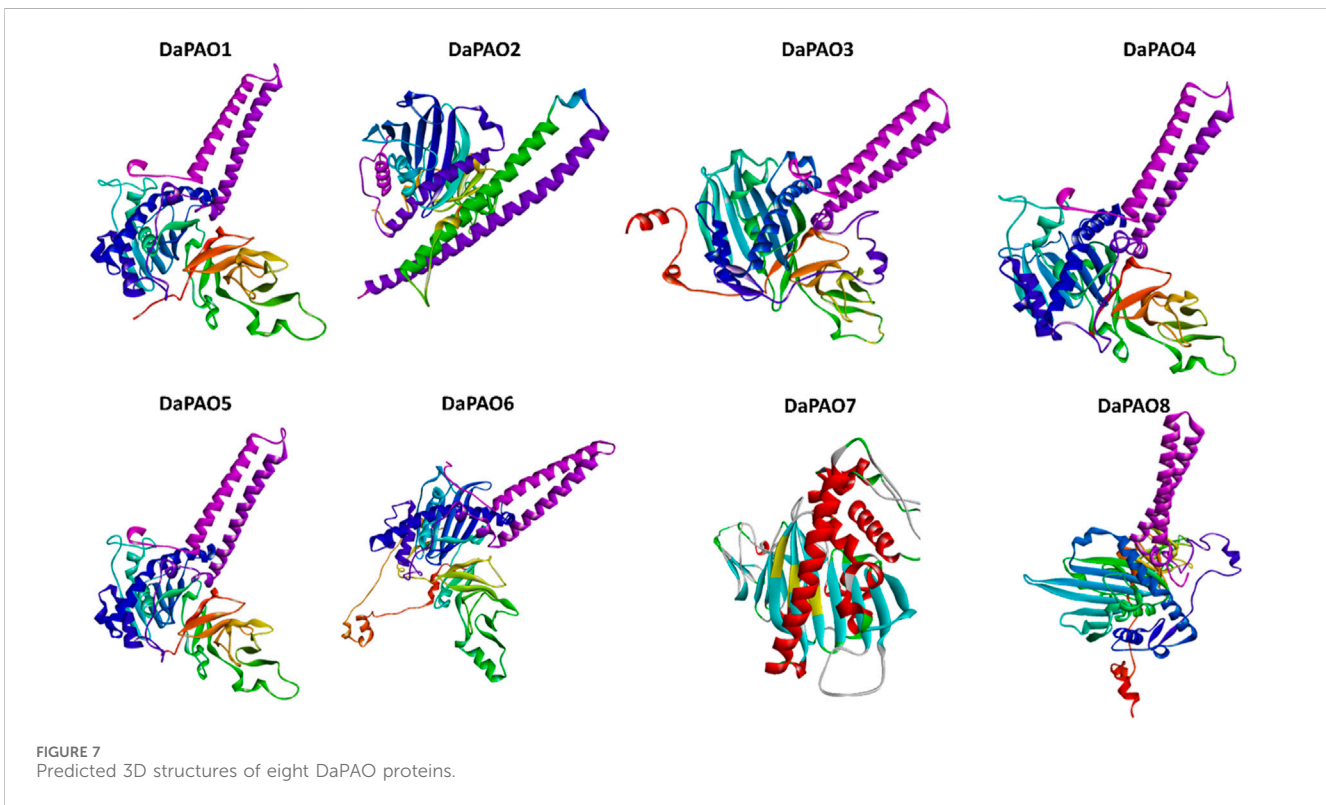 DaPAO1
DaPAO2
DaPAO3
DaPAO4
DaPAO5
DaPAO6
DaPAO7
DaPAO8
FIGURE 7
Predicted 3D structures of eight DaPAO proteins.